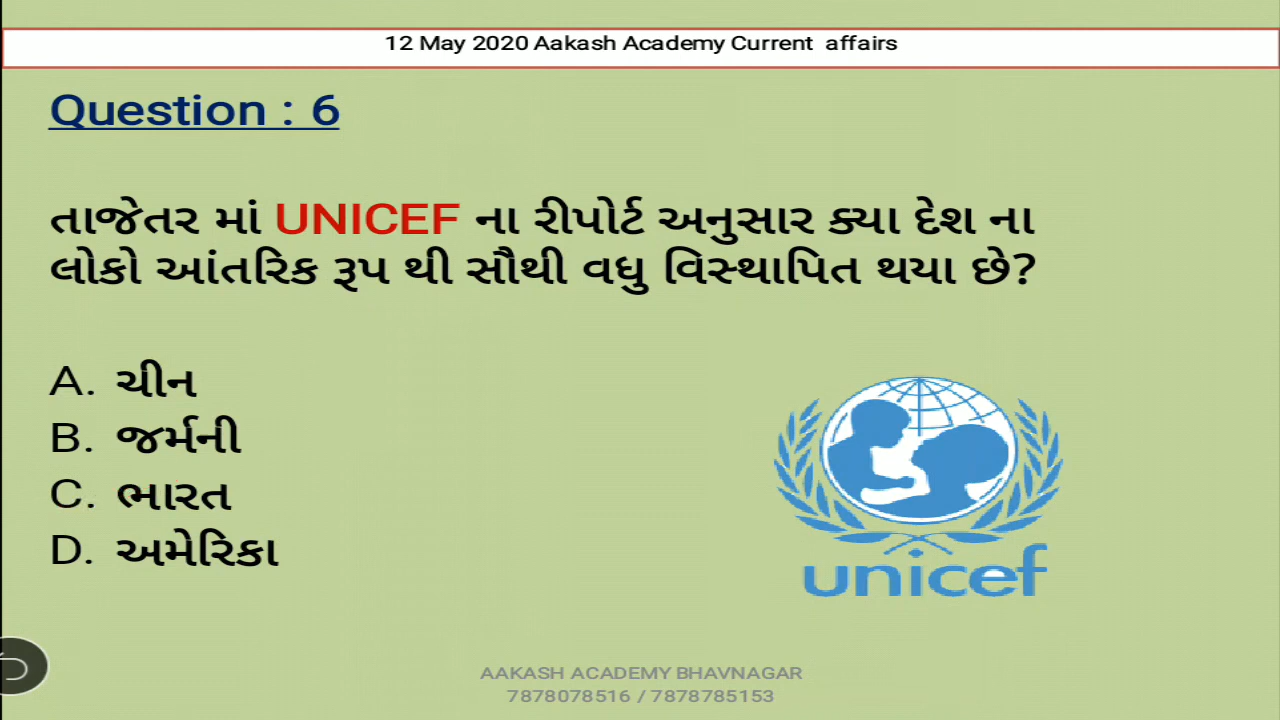 12 May 2020 Aakash Academy Current affairs
Question : 6
તાજેતર માં UNICEF ના રીપોર્ટ અનુસાર ક્યા દેશ ના
લોકો આંતરિક રૂપ થી સૌથી વધુ વિસ્થાપિત થયા છે?
A. ચીન
B. જર્મની
C. ભારત
D. અમેરિકા
unicef
AAKASH ACADEMY BHAVNAGAR
7878078516 / 7878785153